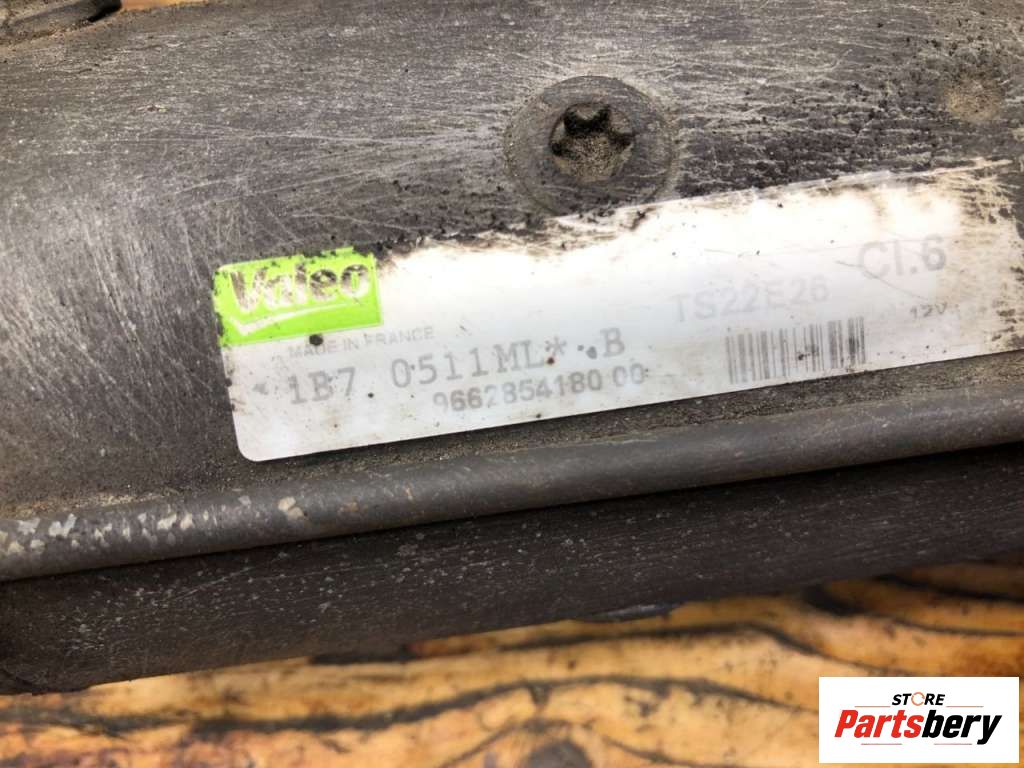 Valeo
MADE IN FRANCE
TS22E26 Cl.6
1B7 0511ML* B 12V
9662854180 00
STORE
Partsbery